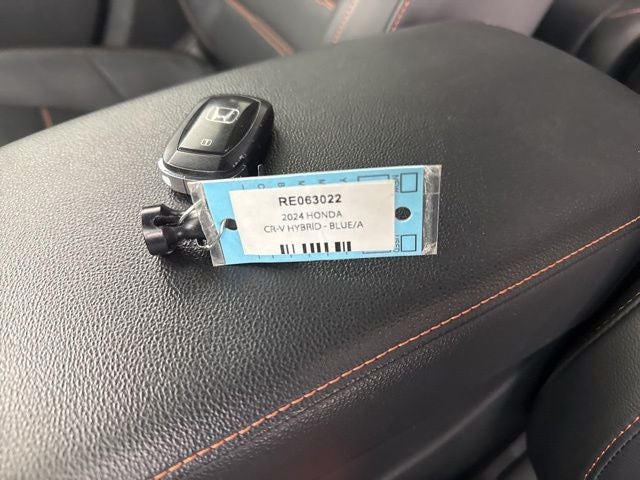 RE063022
2024 HONDA
CR-V HYBRID - BLUE/A